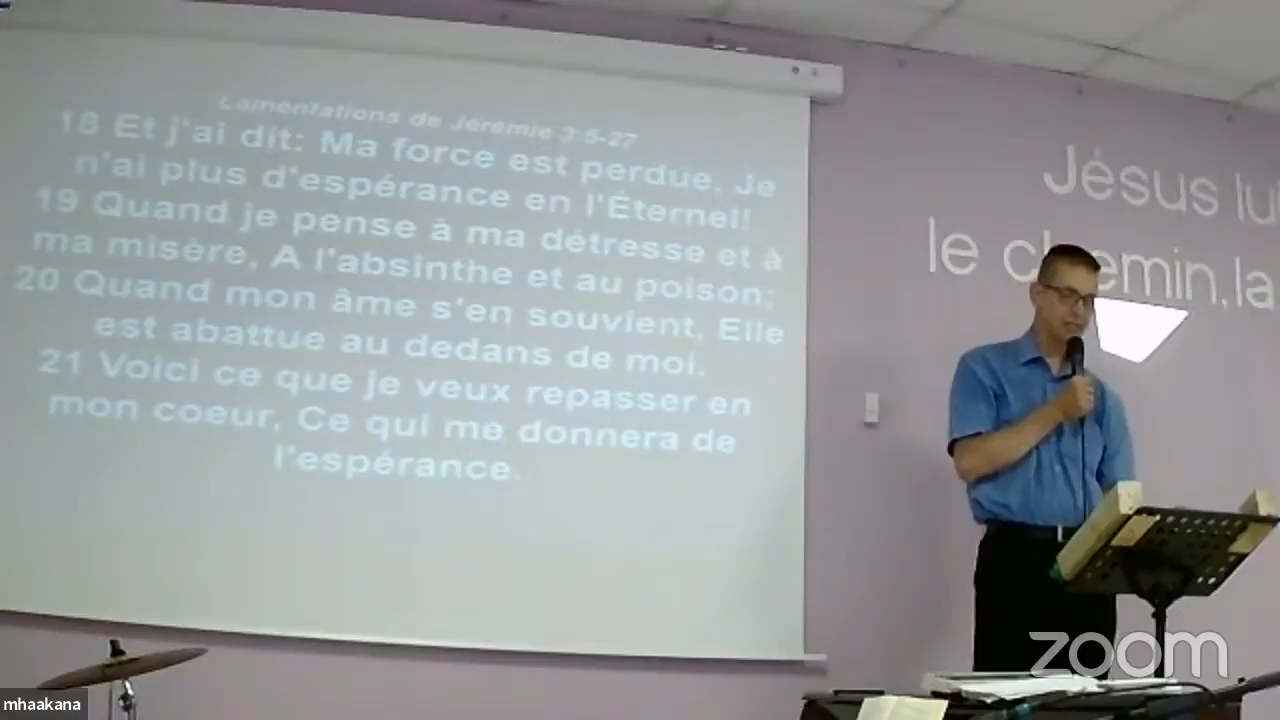 Lamentations de Jérémie 3:5-27
18 Et j'ai dit: Ma force est perdue, Je
n'ai plus d'espérance en l'Éternel!
19 Quand je pense à ma détresse et à
ma misère, A l'absinthe et au poison;
20 Quand mon âme s'en souvient, Elle
est abattue au dedans de moi.
21 Voici ce que je veux repasser en
mon coeur, Ce qui me donnera de
l'espérance.
Jésus lu
le chemin, la
zoom
mhaakana